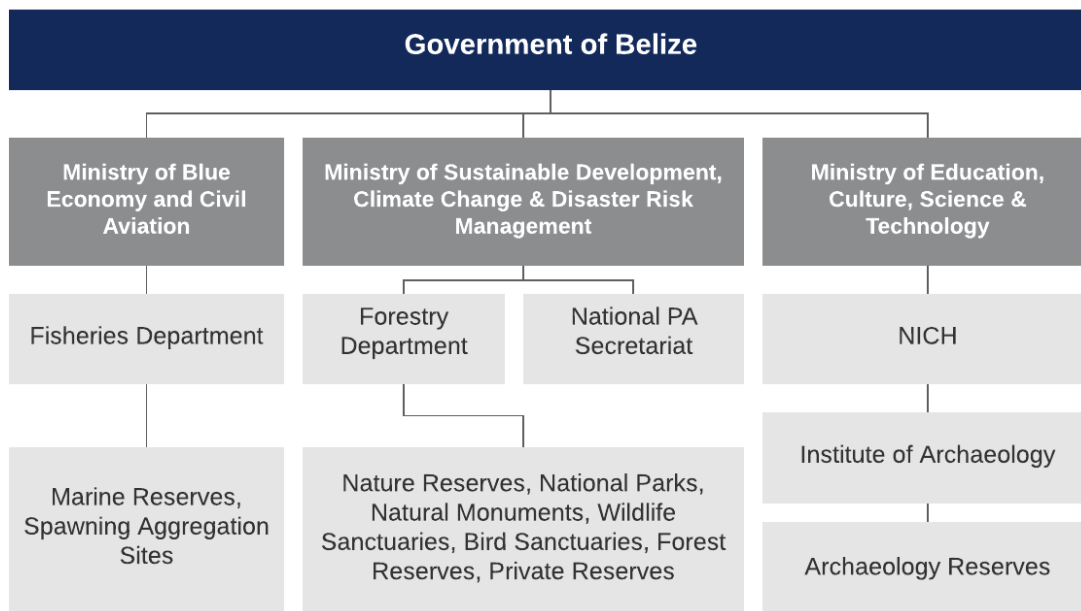 Government of Belize
Ministry of Blue
Economy and Civil
Aviation
Ministry of Sustainable Development,
Climate Change & Disaster Risk
Management
Ministry of Education,
Culture, Science &
Technology
Fisheries Department
Forestry
Department
National PA
Secretariat
NICH
Institute of Archaeology
Marine Reserves,
Spawning Aggregation
Sites
Nature Reserves, National Parks,
Natural Monuments, Wildlife
Sanctuaries, Bird Sanctuaries, Forest
Reserves, Private Reserves
Archaeology Reserves